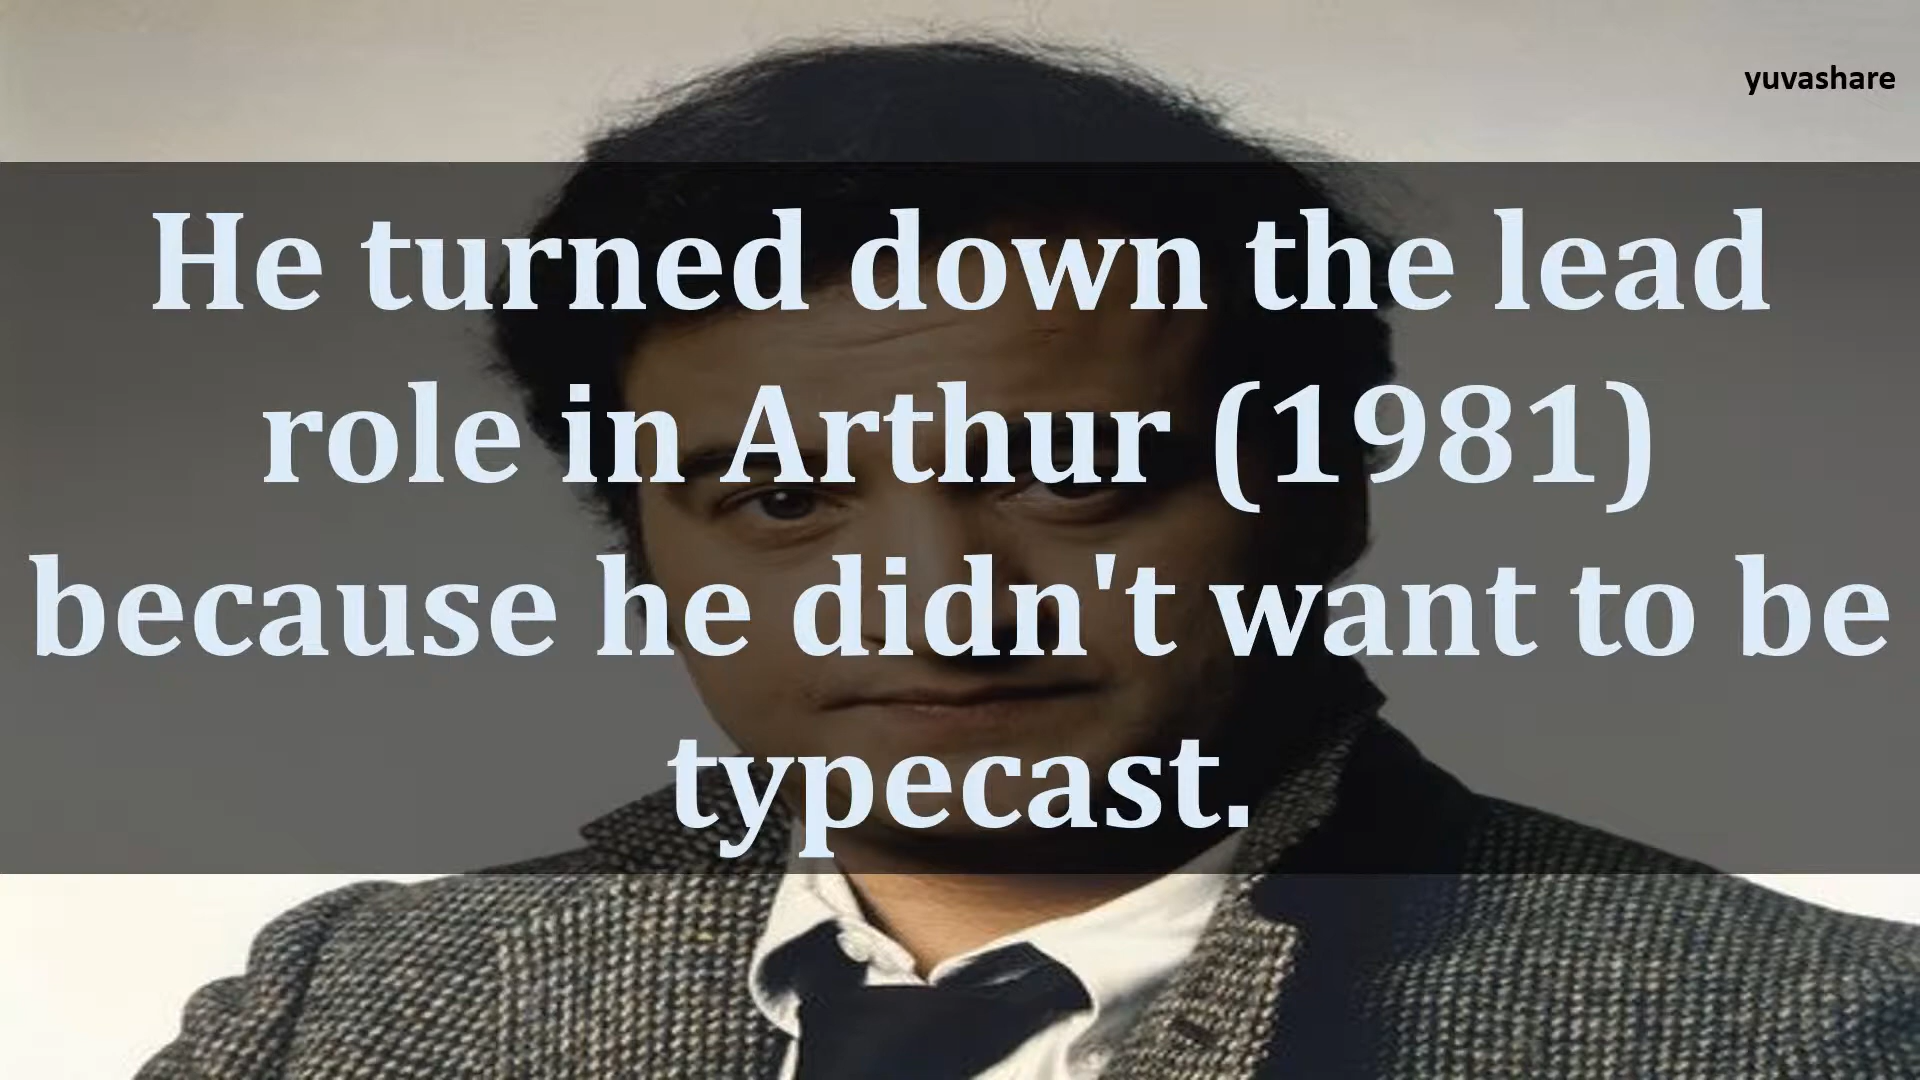 yuvashare
He turned down the lead
role in Arthur (1981)
because he didn't want to be
typecast.